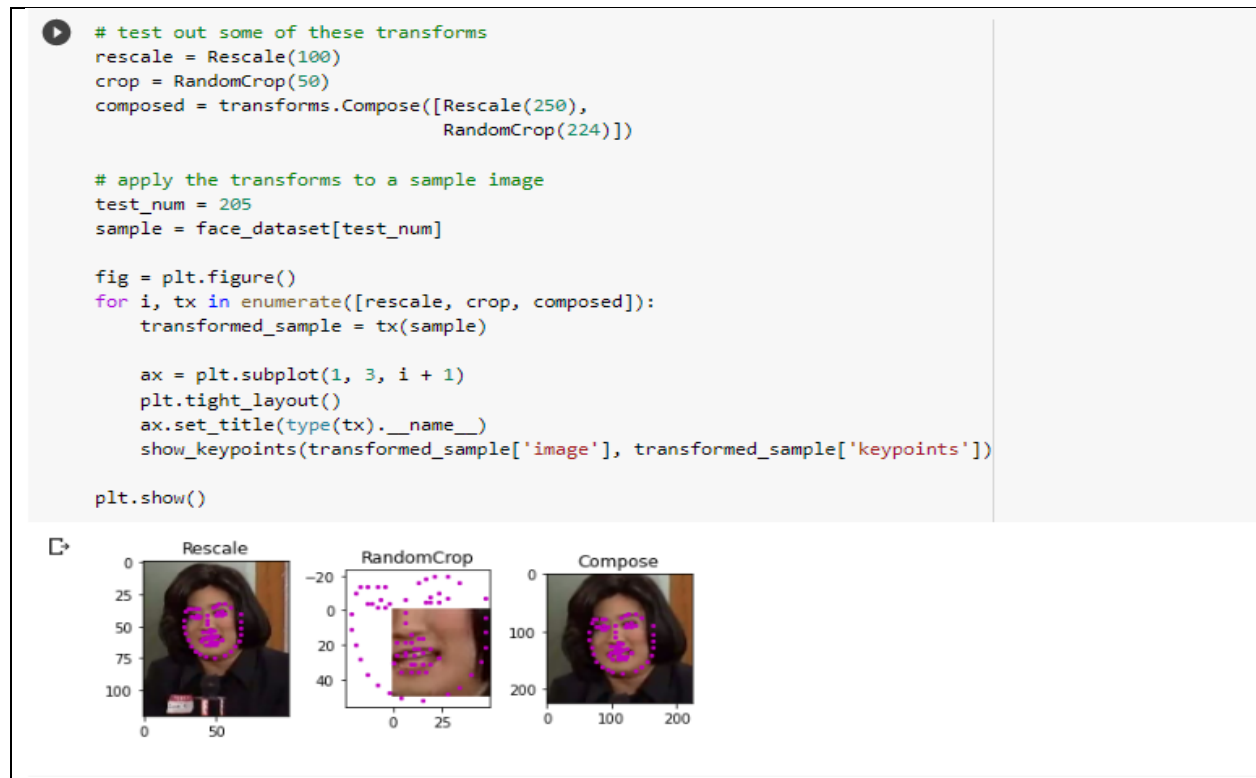 # test out some of these transforms
rescale = Rescale(100)
crop = RandomCrop(50)
composed = transforms.Compose([Rescale(250),
                               RandomCrop(224)])

# apply the transforms to a sample image
test_num = 205
sample = face_dataset[test_num]

fig = plt.figure()
for i, tx in enumerate([rescale, crop, composed]):
    transformed_sample = tx(sample)

    ax = plt.subplot(1, 3, i + 1)
    plt.tight_layout()
    ax.set_title(type(tx).__name__)
    show_keypoints(transformed_sample['image'], transformed_sample['keypoints'])

plt.show()
Rescale
0
25
50
75
100
0 50
RandomCrop
−20
0
20
40
0 25
Compose
0
100
200
0 100 200